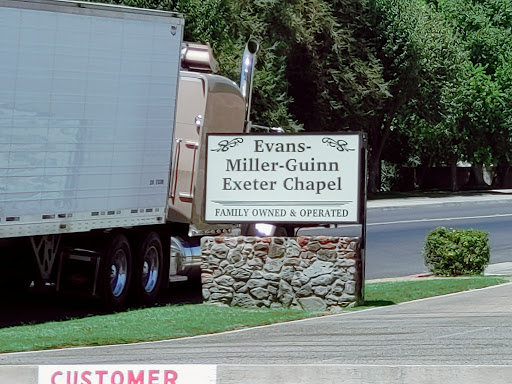 Evans-
Miller-Guinn
Exeter Chapel
FAMILY OWNED & OPERATED
CUSTOMER